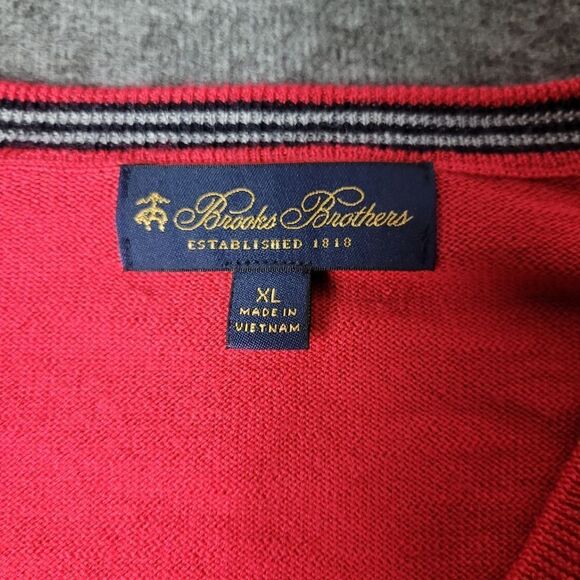 Brooks Brothers
ESTABLISHED 1818
XL
MADE IN
VIETNAM